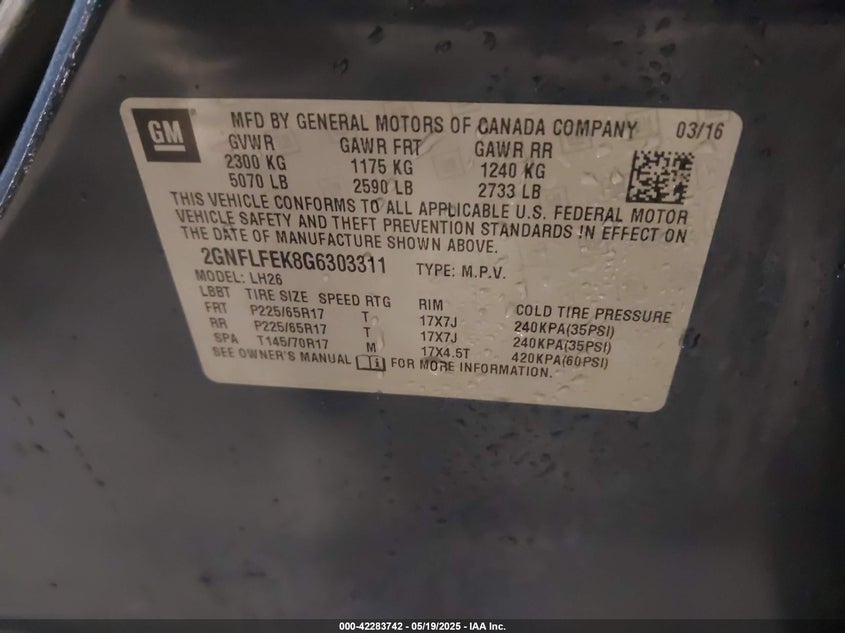 GM
MFD BY GENERAL MOTORS OF CANADA COMPANY 03/16
GVWR GAWR FRT GAWR RR
2300 KG 1175 KG 1240 KG
5070 LB 2590 LB 2733 LB
THIS VEHICLE CONFORMS TO ALL APPLICABLE U.S. FEDERAL MOTOR
VEHICLE SAFETY AND THEFT PREVENTION STANDARDS IN EFFECT ON
THE DATE OF MANUFACTURE SHOWN ABOVE.
2GNFLFEK8G6303311 TYPE: M.P.V.
MODEL: LH26
LBBT TIRE SIZE SPEED RTG RIM COLD TIRE PRESSURE
FRT P225/65R17 T 17X7J 240KPA(35PSI)
RR P225/65R17 T 17X7J 240KPA(35PSI)
SPA T145/70R17 M 17X4.5T 420KPA(60PSI)
SEE OWNER'S MANUAL FOR MORE INFORMATION.
000-42283742 - 05/19/2025 - IAA Inc.